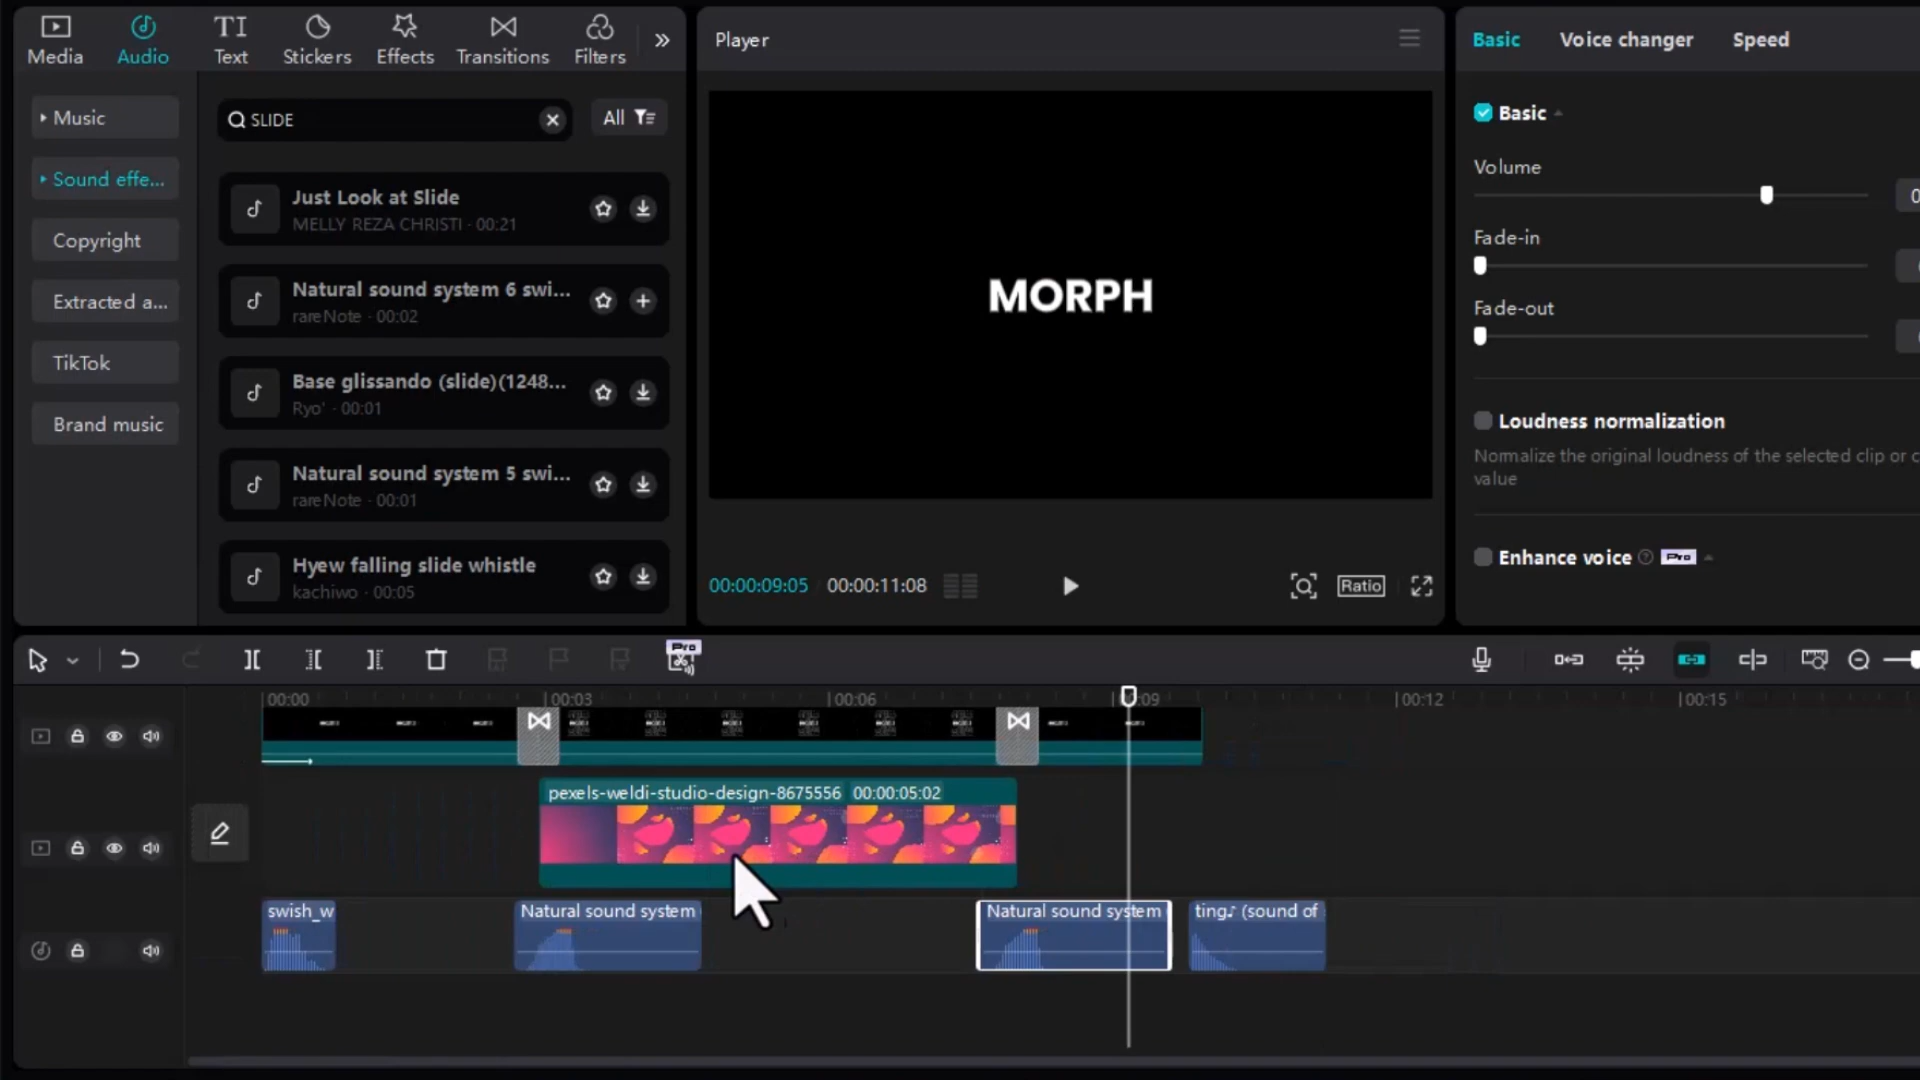 Media
Audio
TI
Text
Stickers
Effects
Transitions
Filters
Player
Basic
Voice changer
Speed
Music
Sound effe...
Copyright
Extracted a...
TikTok
Brand music
SLIDE
All
Just Look at Slide
MELLY REZA CHRISTI · 00:21
Natural sound system 6 swi...
rareNote · 00:02
Base glissando (slide)(1248...
Ryo' · 00:01
Natural sound system 5 swi...
rareNote · 00:01
Hyew falling slide whistle
kachiwo · 00:05
MORPH
00:00:09:05
00:00:11:08
Ratio
Basic
Volume
Fade-in
Fade-out
Loudness normalization
Normalize the original loudness of the selected clip or c
value
Enhance voice
Pro
Pro
00:00
00:03
00:06
09
00:12
00:15
pexels-weldi-studio-design-8675556 00:00:05:02
swish_w
Natural sound system
Natural sound system
ting♪ (sound of